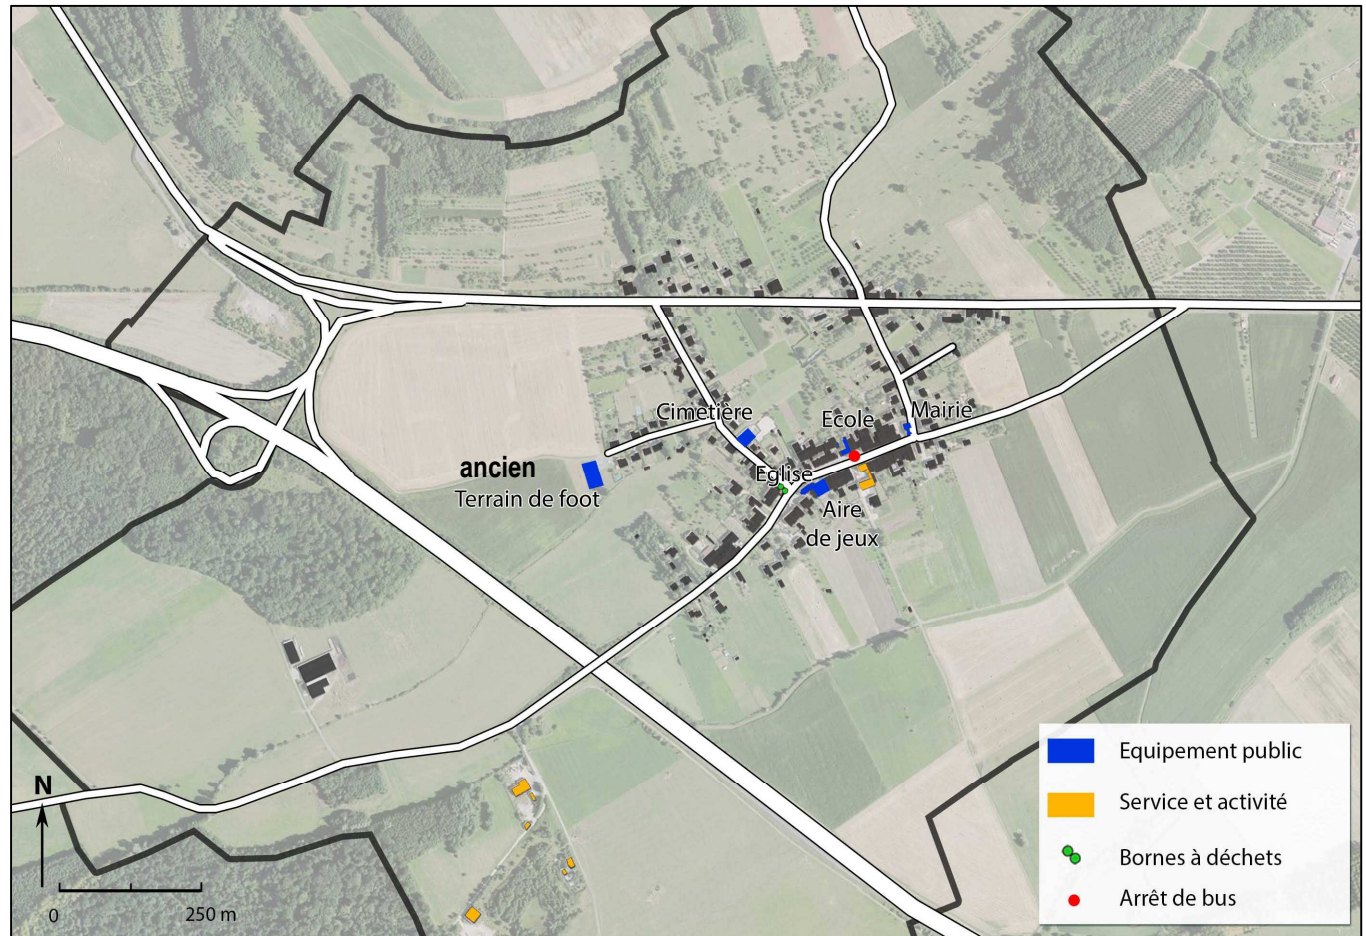 Cimetière
Ecole
Mairie
ancien
Terrain de foot
Eglise
Aire
de jeux
N
0
250 m
Equipement public
Service et activité
Bornes à déchets
Arrêt de bus